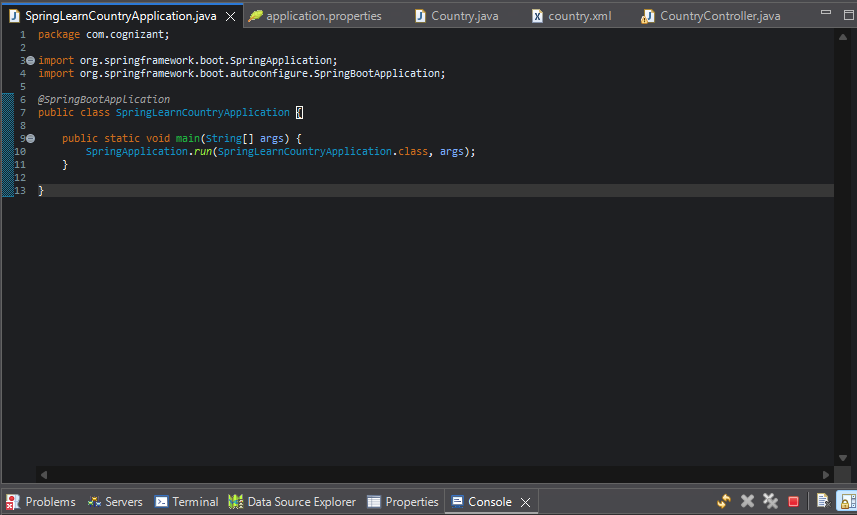 SpringLearnCountryApplication.java
application.properties
Country.java
country.xml
CountryController.java
1 package com.cognizant;
2
3 import org.springframework.boot.SpringApplication;
4 import org.springframework.boot.autoconfigure.SpringBootApplication;
5
6 @SpringBootApplication
7 public class SpringLearnCountryApplication {
8
9 public static void main(String[] args) {
10 SpringApplication.run(SpringLearnCountryApplication.class, args);
11 }
12
13 }
Problems Servers Terminal Data Source Explorer Properties Console